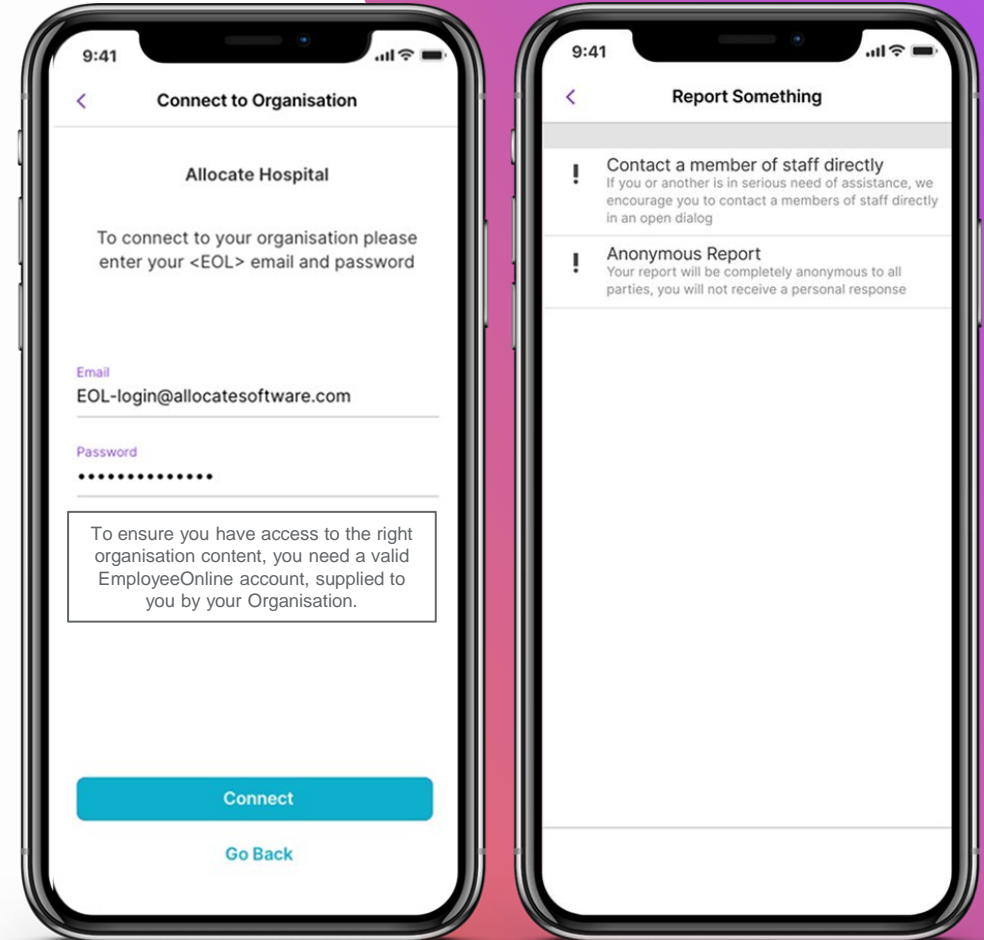 9:41
Connect to Organisation
Allocate Hospital
To connect to your organisation please
enter your <EOL> email and password
Email
EOL-login@allocatesoftware.com
Password
••••••••••••••
To ensure you have access to the right
organisation content, you need a valid
EmployeeOnline account, supplied to
you by your Organisation.
Connect
Go Back
9:41
Report Something
! Contact a member of staff directly
If you or another is in serious need of assistance, we
encourage you to contact a members of staff directly
in an open dialog
! Anonymous Report
Your report will be completely anonymous to all
parties, you will not receive a personal response